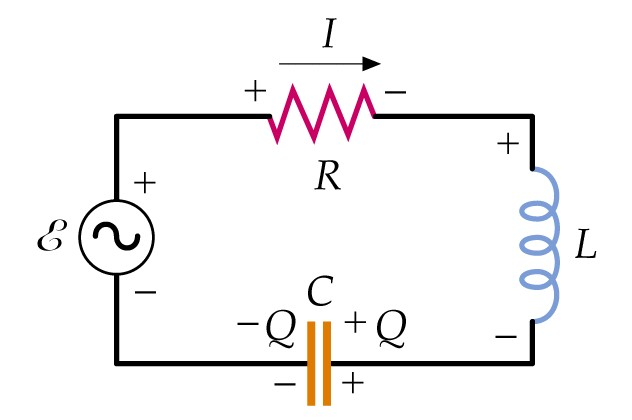 I
+ −
R
+
+
ℰ
L
−
C
−Q + Q
−
− +